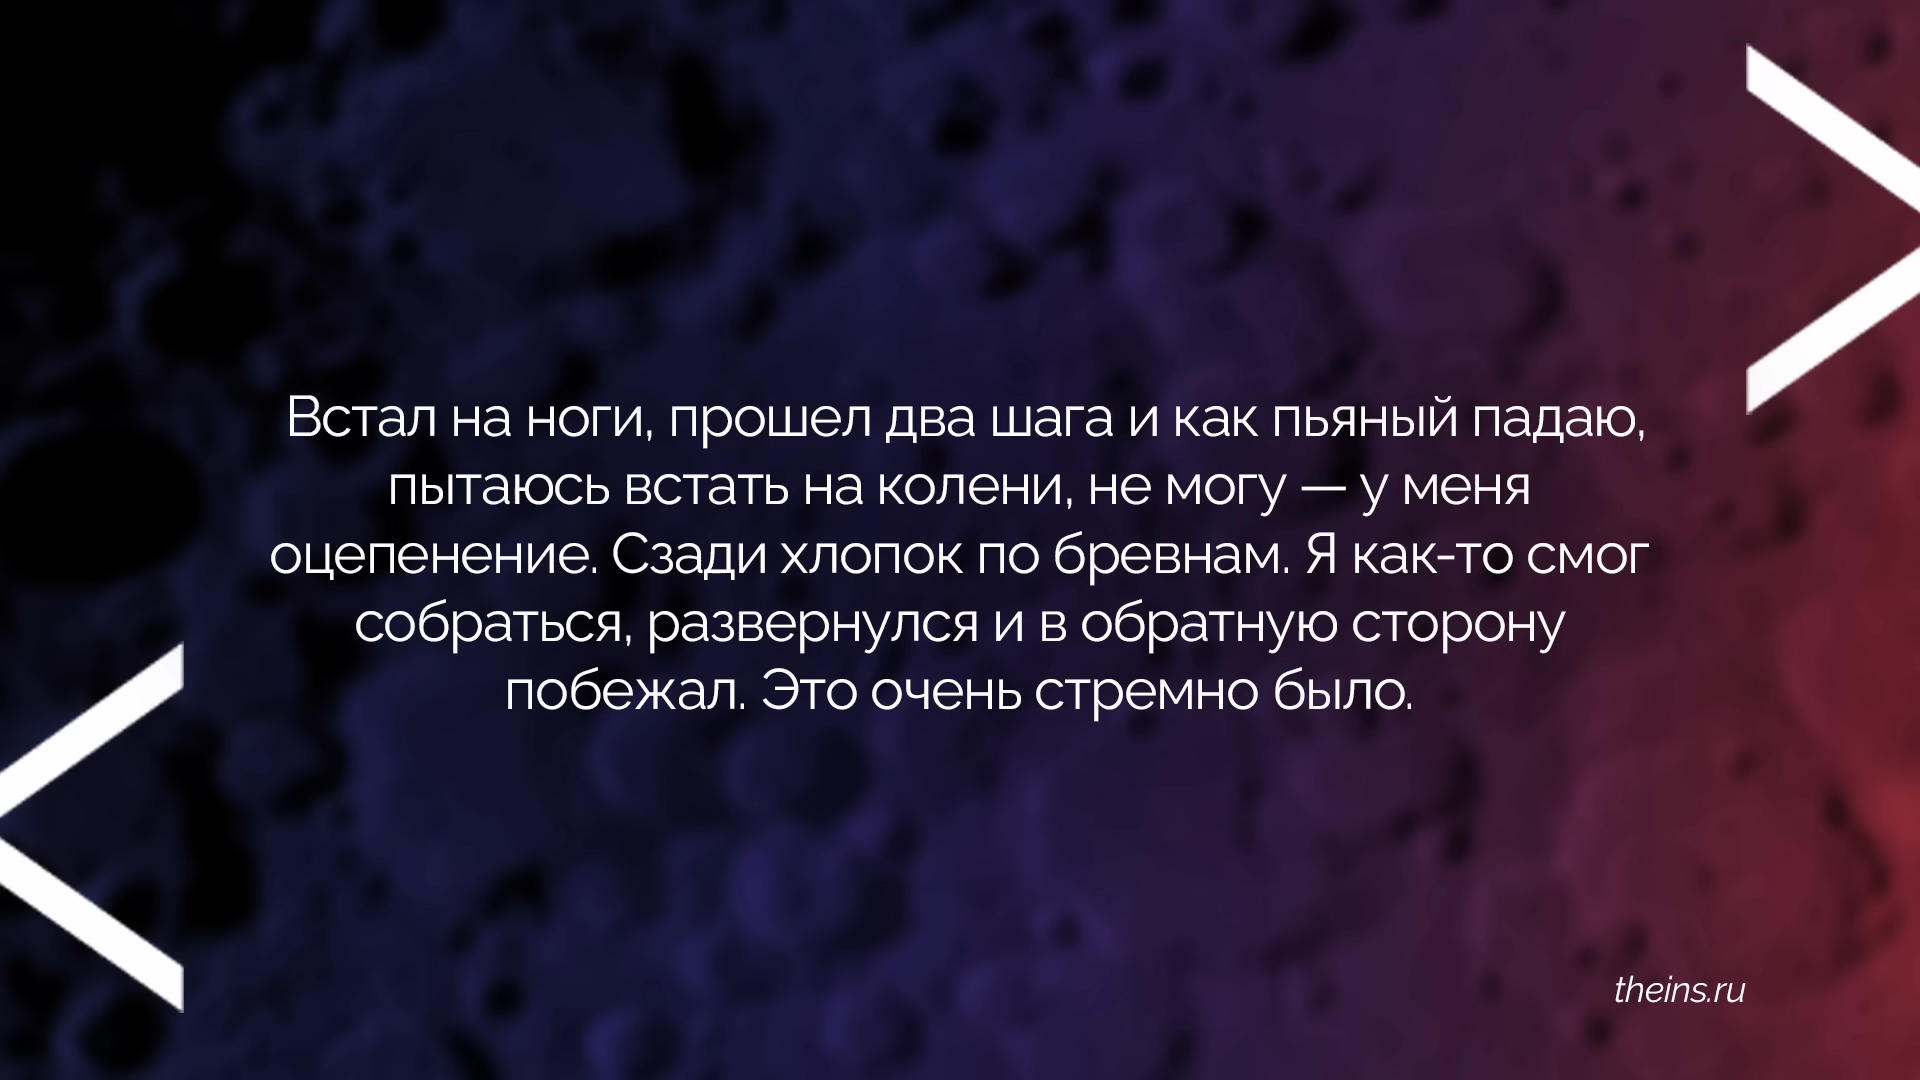 Встал на ноги, прошел два шага и как пьяный падаю,
пытаюсь встать на колени, не могу — у меня
оцепенение. Сзади хлопок по бревнам. Я как-то смог
собраться, развернулся и в обратную сторону
побежал. Это очень стремно было.
theins.ru